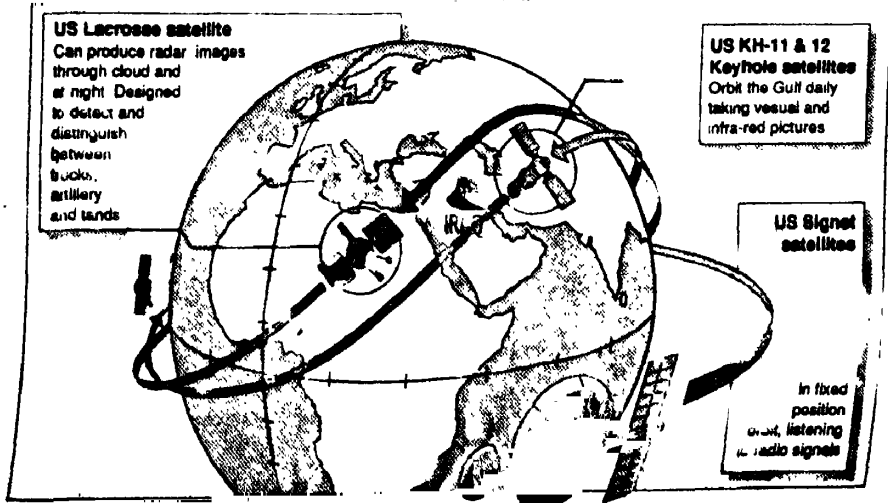 US Lacrosse satellite
Can produce radar images
through cloud and
at night Designed
to detect and
distinguish
between
trucks,
artillery
and tands
US KH-11 & 12
Keyhole satellites
Orbit the Gulf daily
taking vesual and
infra-red pictures
IRAQ
US Signet
satellites
In fixed
position
orbit, listening
to radio signals